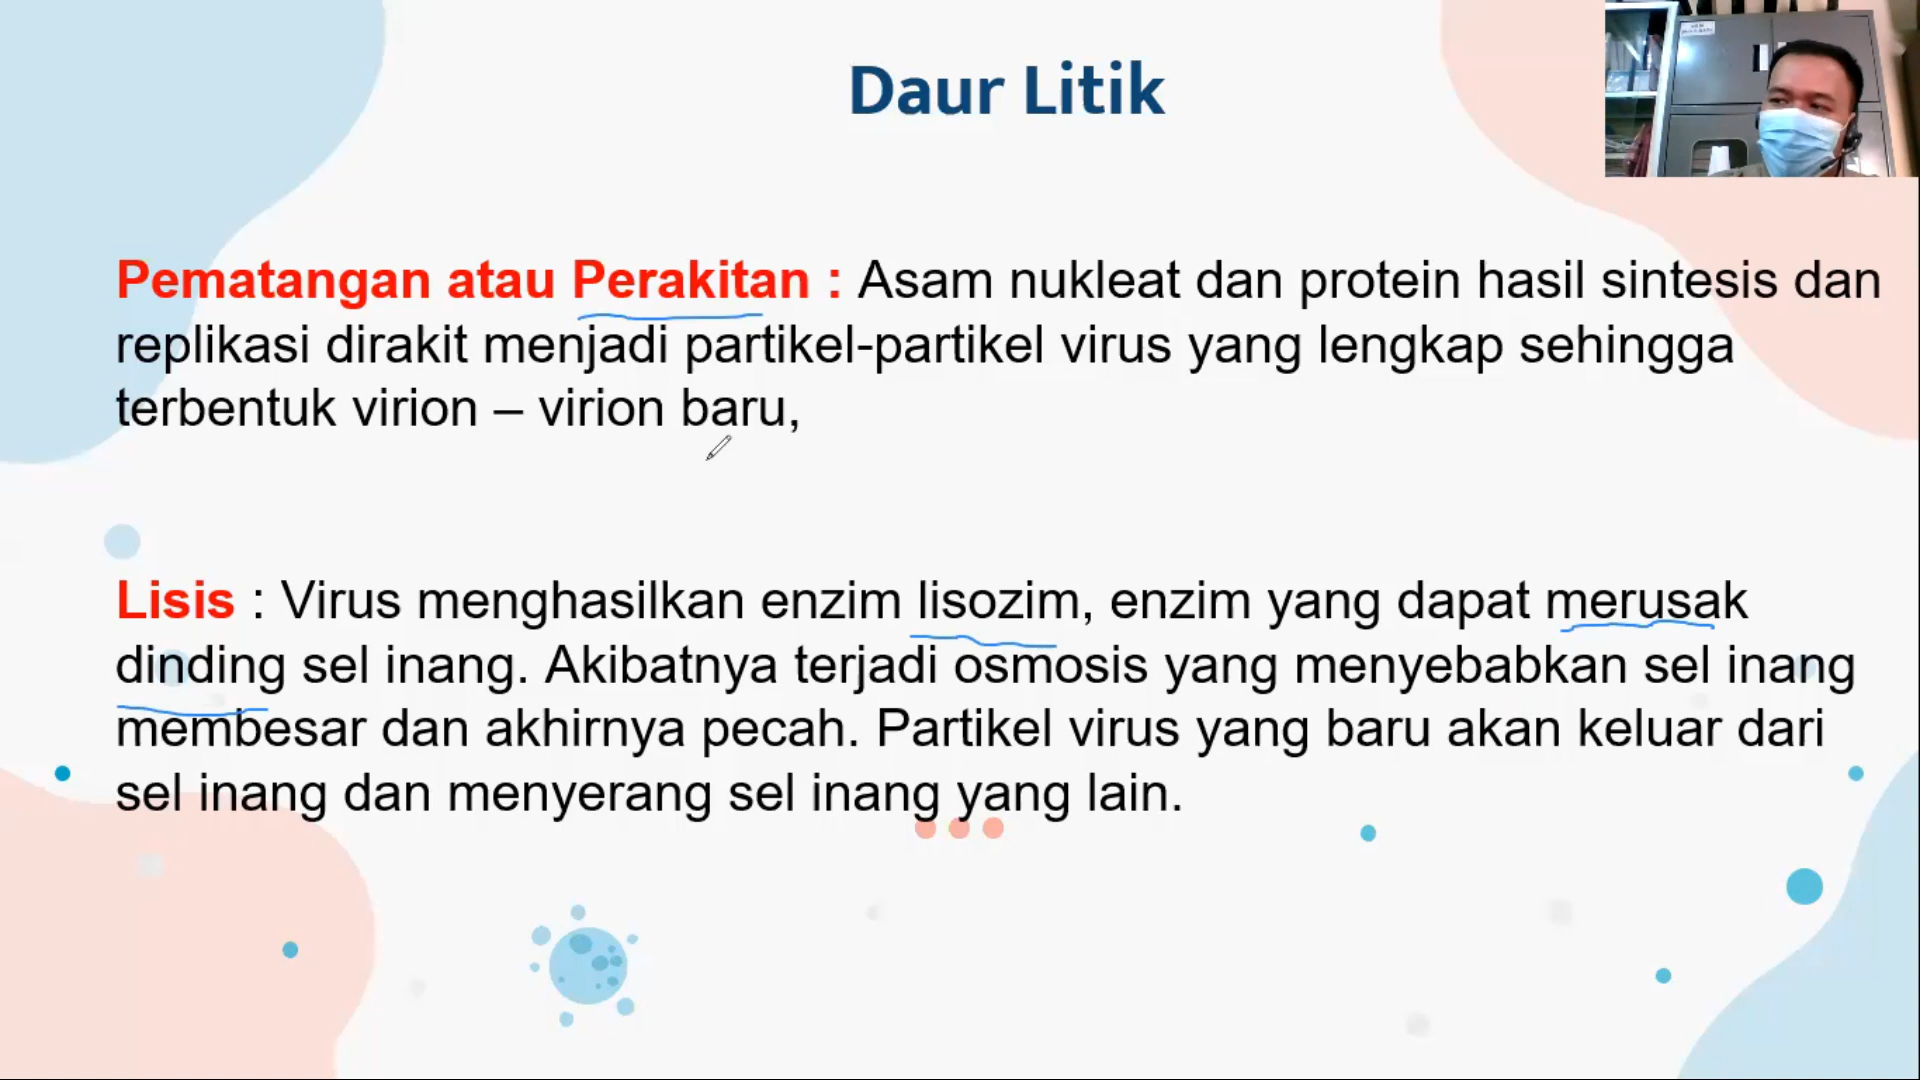 Daur Litik
Pematangan atau Perakitan : Asam nukleat dan protein hasil sintesis dan
replikasi dirakit menjadi partikel-partikel virus yang lengkap sehingga
terbentuk virion – virion baru,
Lisis : Virus menghasilkan enzim lisozim, enzim yang dapat merusak
dinding sel inang. Akibatnya terjadi osmosis yang menyebabkan sel inang
membesar dan akhirnya pecah. Partikel virus yang baru akan keluar dari
sel inang dan menyerang sel inang yang lain.